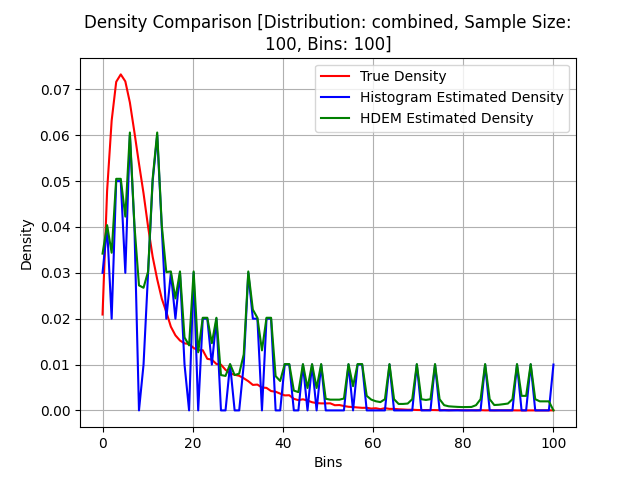 Density Comparison [Distribution: combined, Sample Size:
100, Bins: 100]
True Density
Histogram Estimated Density
HDEM Estimated Density
Density
0.07
0.06
0.05
0.04
0.03
0.02
0.01
0.00
0 20 40 60 80 100
Bins